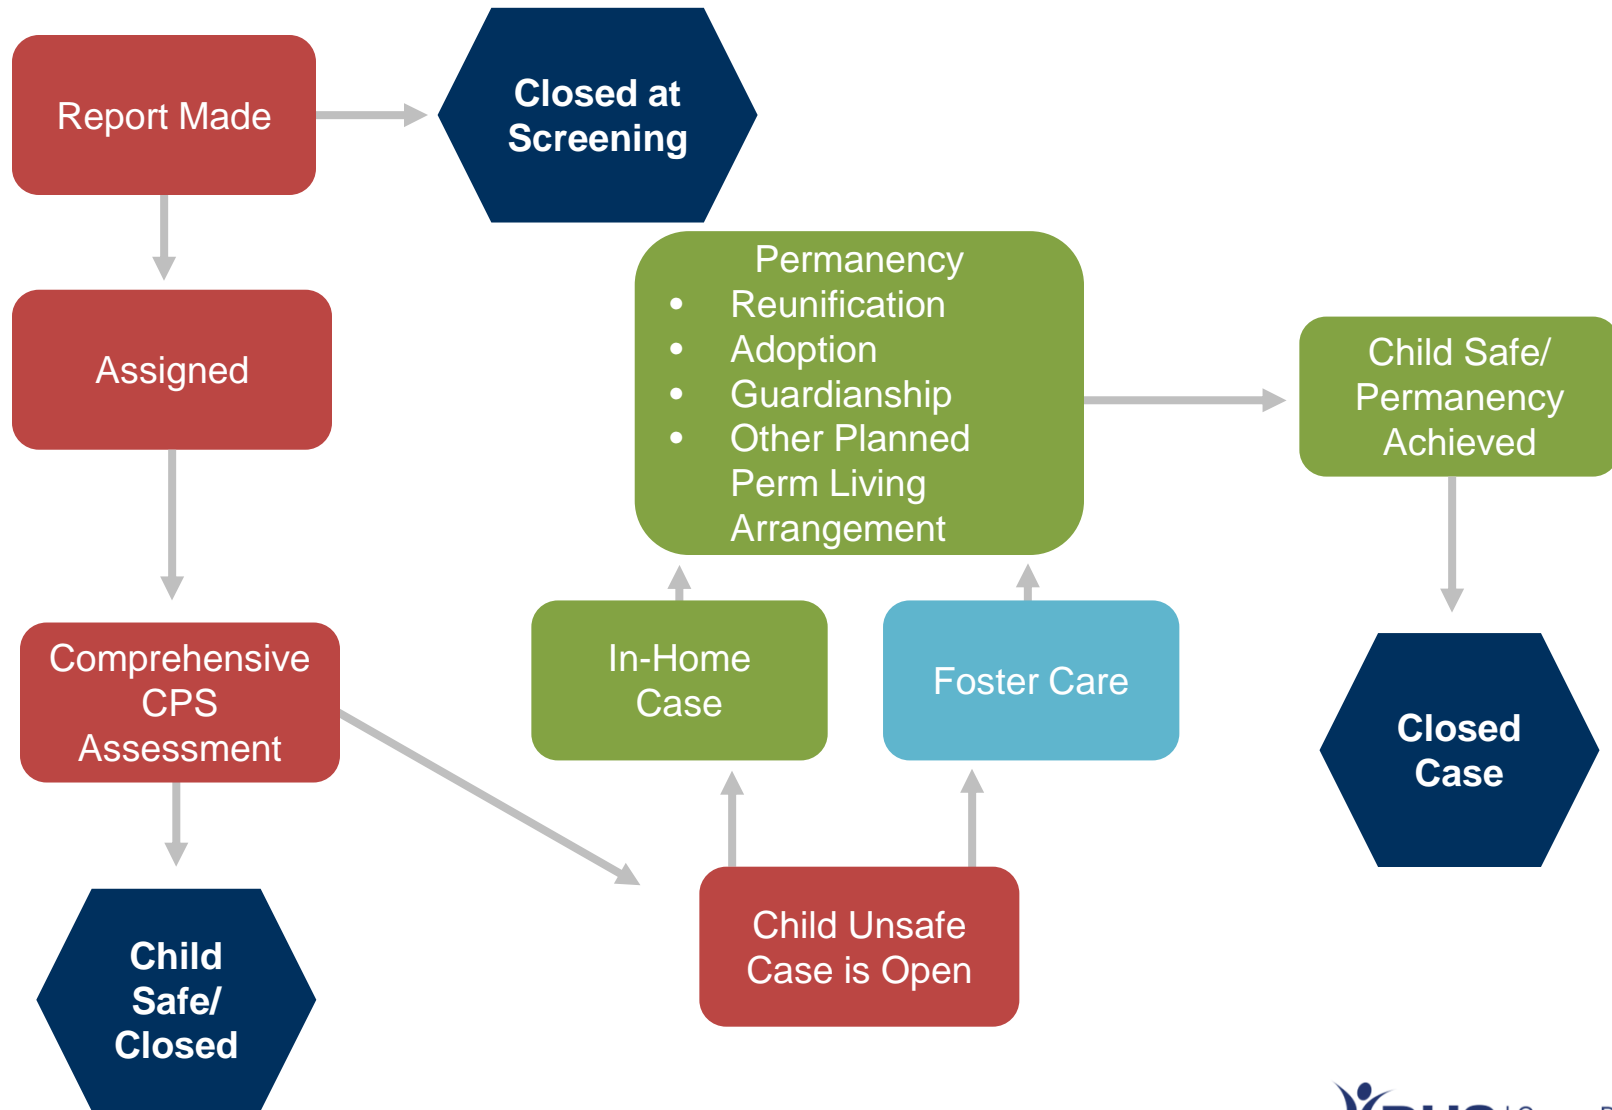 Report Made
Closed at
Screening
Assigned
Permanency
• Reunification
• Adoption
• Guardianship
• Other Planned
Perm Living
Arrangement
Child Safe/
Permanency
Achieved
Comprehensive
CPS
Assessment
In-Home
Case
Foster Care
Closed
Case
Child Unsafe
Case is Open
Child
Safe/
Closed